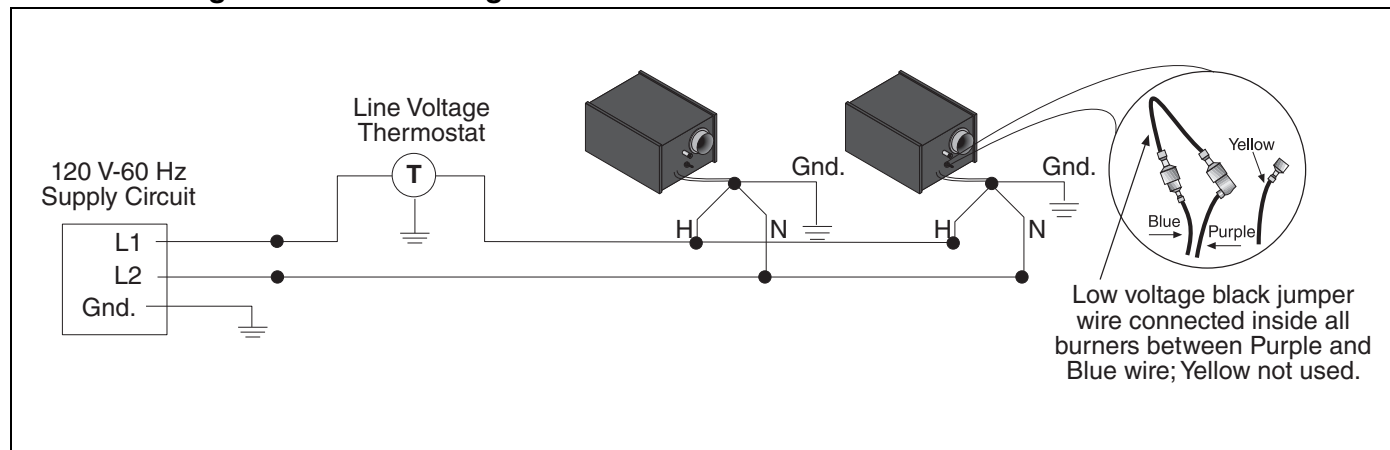 Line Voltage
Thermostat
T
120 V-60 Hz
Supply Circuit
L1
L2
Gnd.
H
N
Gnd.
H
N
Gnd.
Yellow
Blue
Purple
Low voltage black jumper
wire connected inside all
burners between Purple and
Blue wire; Yellow not used.